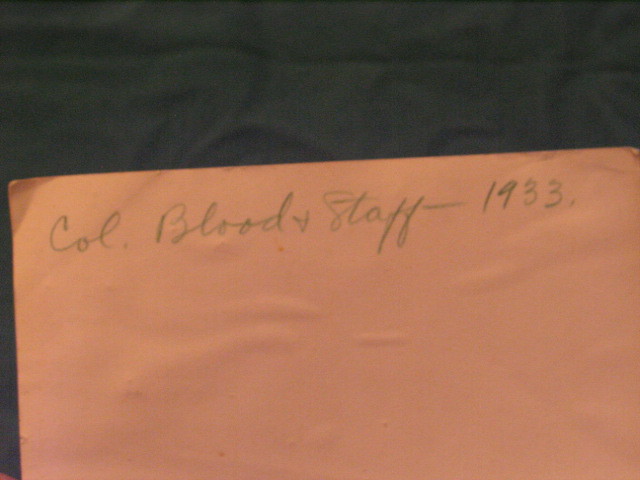 Col. Blood & Staff — 1933.